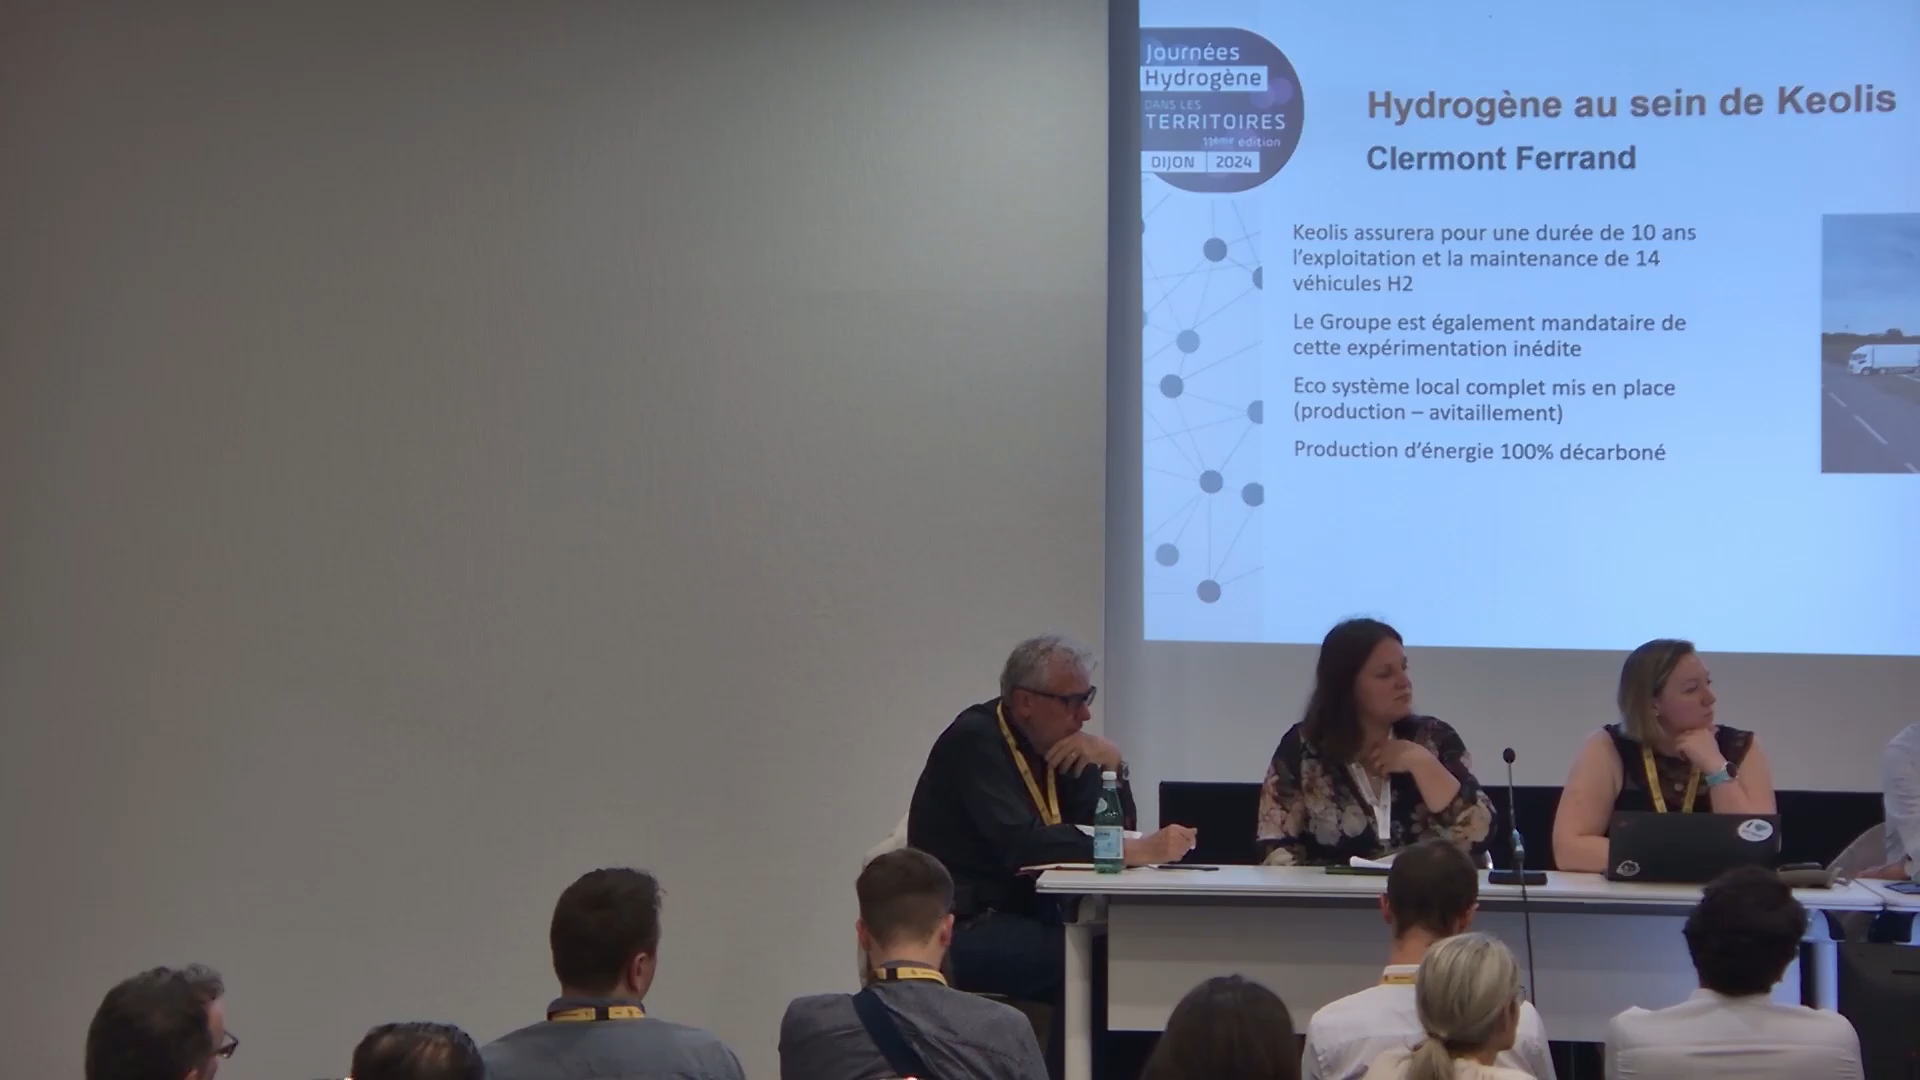 Journées
Hydrogène
DANS LES
TERRITOIRES
11ème édition
DIJON 2024
Hydrogène au sein de Keolis
Clermont Ferrand
Keolis assurera pour une durée de 10 ans
l'exploitation et la maintenance de 14
véhicules H2
Le Groupe est également mandataire de
cette expérimentation inédite
Eco système local complet mis en place
(production – avitaillement)
Production d'énergie 100% décarboné